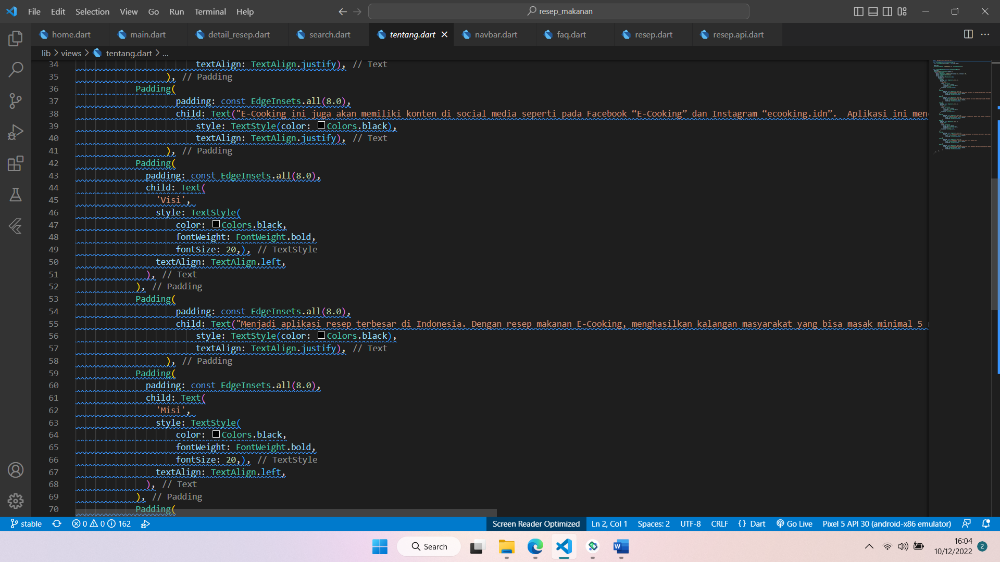 File Edit Selection View Go Run Terminal Help
resep_makanan
home.dart main.dart detail_resep.dart search.dart tentang.dart navbar.dart faq.dart resep.dart resep.api.dart
lib > views > tentang.dart > ...
34 textAlign: TextAlign.justify), // Text
35 ), // Padding
36 Padding(
37 padding: const EdgeInsets.all(8.0),
38 child: Text("E-Cooking ini juga akan memiliki konten di social media seperti pada Facebook “E-Cooking” dan Instagram “ecooking.idn”.  Aplikasi ini men
39 style: TextStyle(color: Colors.black),
40 textAlign: TextAlign.justify), // Text
41 ), // Padding
42 Padding(
43 padding: const EdgeInsets.all(8.0),
44 child: Text(
45 'Visi',
46 style: TextStyle(
47 color: Colors.black,
48 fontWeight: FontWeight.bold,
49 fontSize: 20,), // TextStyle
50 textAlign: TextAlign.left,
51 ), // Text
52 ), // Padding
53 Padding(
54 padding: const EdgeInsets.all(8.0),
55 child: Text("Menjadi aplikasi resep terbesar di Indonesia. Dengan resep makanan E-Cooking, menghasilkan kalangan masyarakat yang bisa masak minimal 5
56 style: TextStyle(color: Colors.black),
57 textAlign: TextAlign.justify), // Text
58 ), // Padding
59 Padding(
60 padding: const EdgeInsets.all(8.0),
61 child: Text(
62 'Misi',
63 style: TextStyle(
64 color: Colors.black,
65 fontWeight: FontWeight.bold,
66 fontSize: 20,), // TextStyle
67 textAlign: TextAlign.left,
68 ), // Text
69 ), // Padding
70 Padding(
stable 0 0 162 Screen Reader Optimized Ln 2, Col 1 Spaces: 2 UTF-8 CRLF {} Dart Go Live Pixel 5 API 30 (android-x86 emulator)
Search
16:04
10/12/2022
2